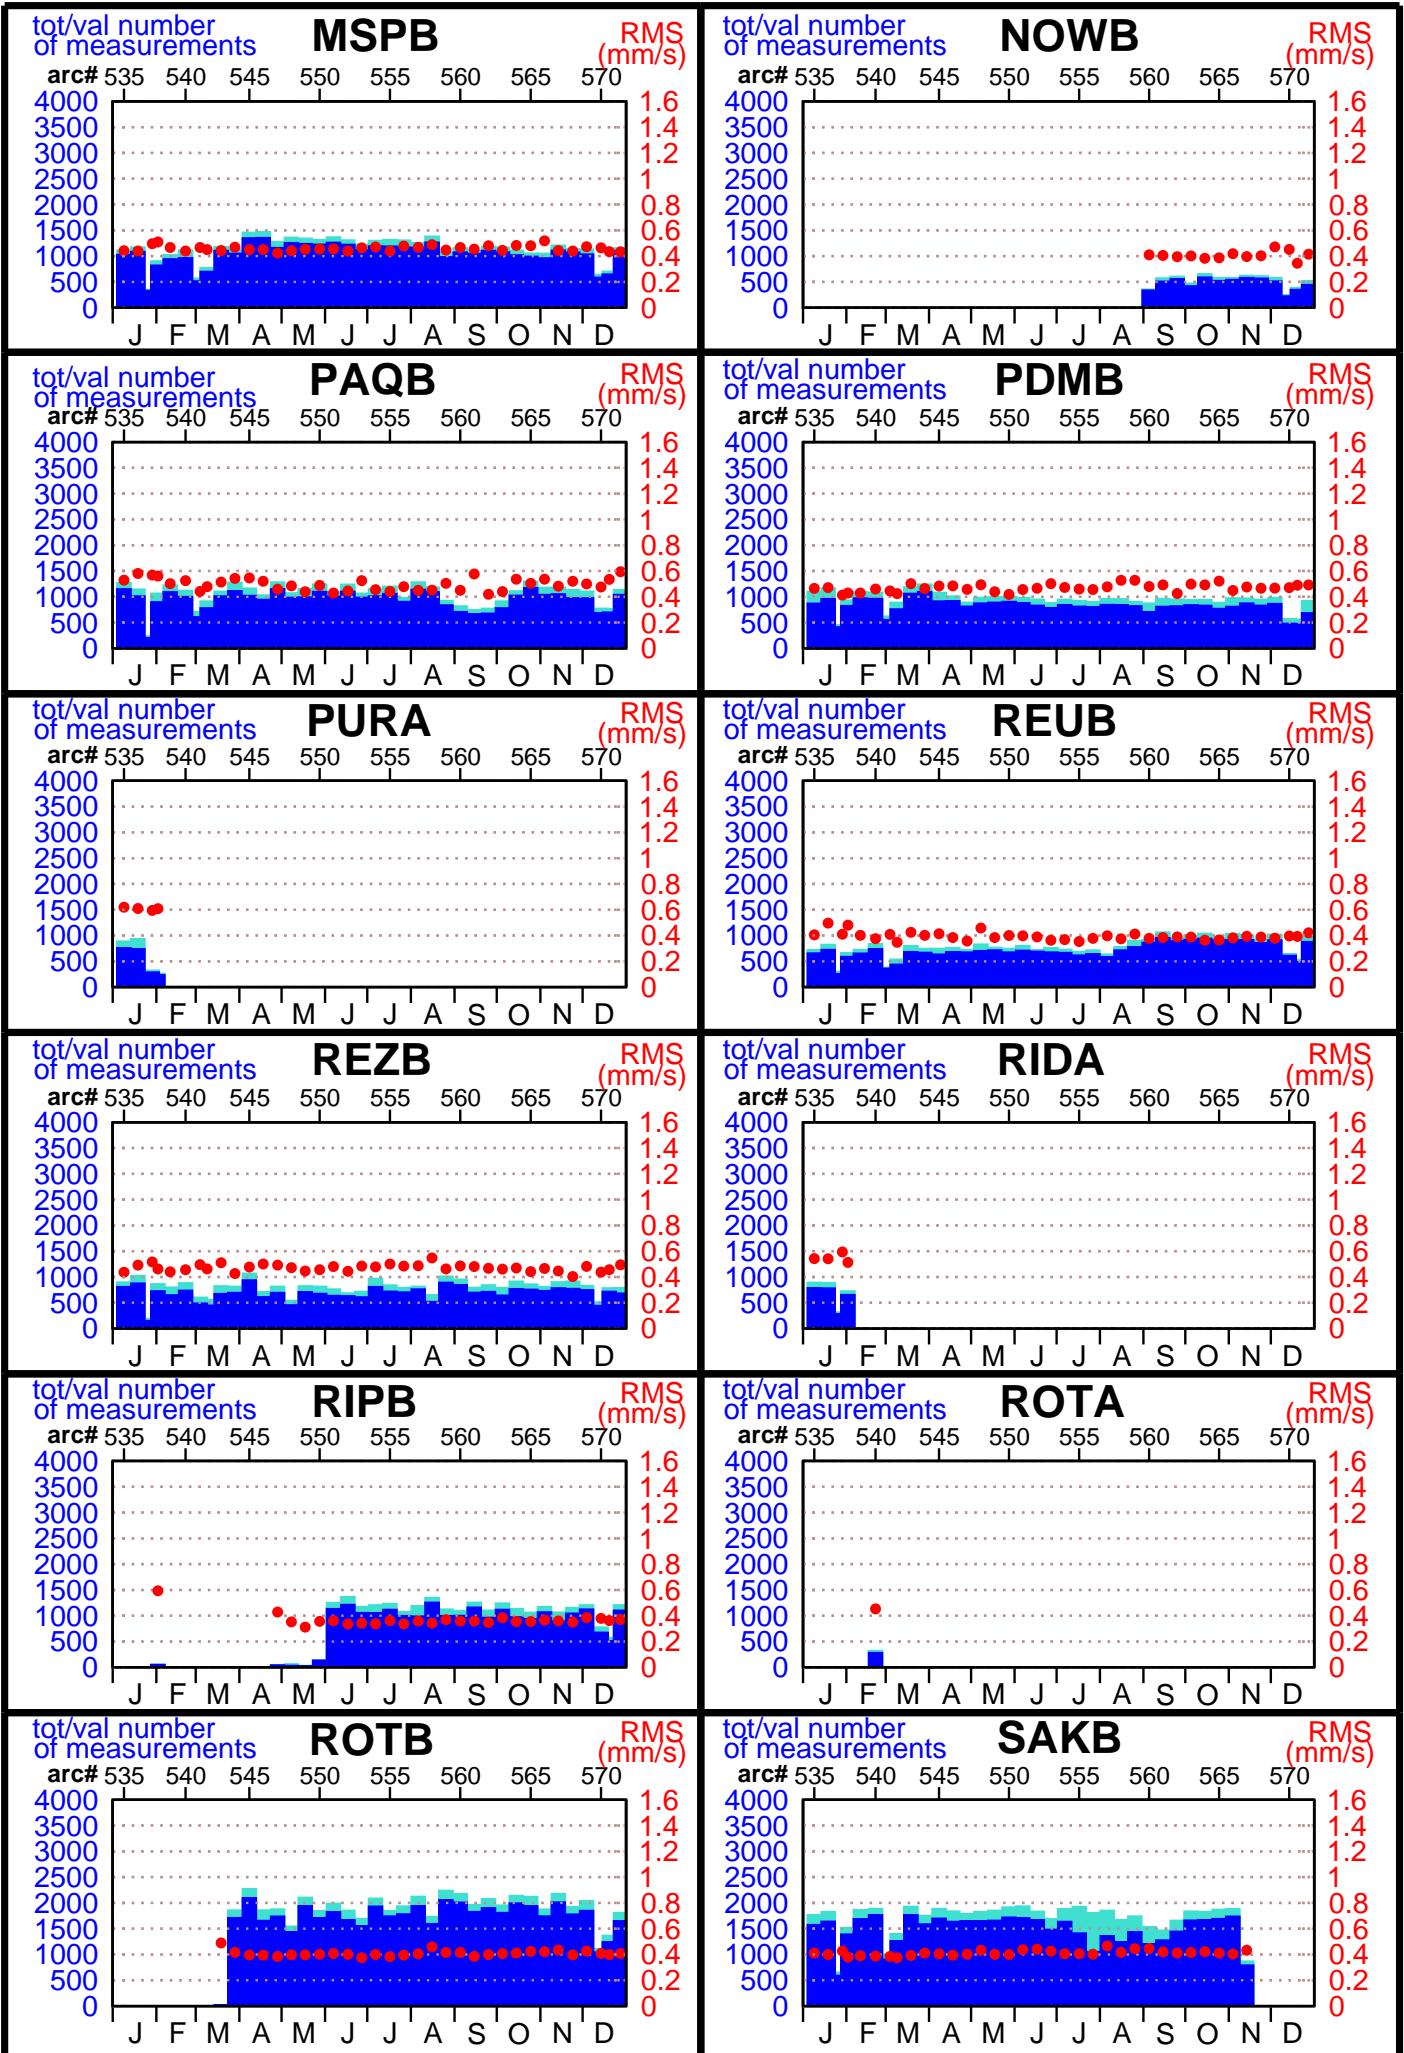 tot/val number
of measurements
MSPB
RMS
(mm/s)
arc# 535 540 545 550 555 560 565 570
4000 1.6
3500 1.4
3000 1.2
2500 1
2000 0.8
1500 0.6
1000 0.4
500 0.2
0 0
J F M A M J J A S O N D
tot/val number
of measurements
NOWB
RMS
(mm/s)
arc# 535 540 545 550 555 560 565 570
4000 1.6
3500 1.4
3000 1.2
2500 1
2000 0.8
1500 0.6
1000 0.4
500 0.2
0 0
J F M A M J J A S O N D
tot/val number
of measurements
PAQB
RMS
(mm/s)
arc# 535 540 545 550 555 560 565 570
4000 1.6
3500 1.4
3000 1.2
2500 1
2000 0.8
1500 0.6
1000 0.4
500 0.2
0 0
J F M A M J J A S O N D
tot/val number
of measurements
PDMB
RMS
(mm/s)
arc# 535 540 545 550 555 560 565 570
4000 1.6
3500 1.4
3000 1.2
2500 1
2000 0.8
1500 0.6
1000 0.4
500 0.2
0 0
J F M A M J J A S O N D
tot/val number
of measurements
PURA
RMS
(mm/s)
arc# 535 540 545 550 555 560 565 570
4000 1.6
3500 1.4
3000 1.2
2500 1
2000 0.8
1500 0.6
1000 0.4
500 0.2
0 0
J F M A M J J A S O N D
tot/val number
of measurements
REUB
RMS
(mm/s)
arc# 535 540 545 550 555 560 565 570
4000 1.6
3500 1.4
3000 1.2
2500 1
2000 0.8
1500 0.6
1000 0.4
500 0.2
0 0
J F M A M J J A S O N D
tot/val number
of measurements
REZB
RMS
(mm/s)
arc# 535 540 545 550 555 560 565 570
4000 1.6
3500 1.4
3000 1.2
2500 1
2000 0.8
1500 0.6
1000 0.4
500 0.2
0 0
J F M A M J J A S O N D
tot/val number
of measurements
RIDA
RMS
(mm/s)
arc# 535 540 545 550 555 560 565 570
4000 1.6
3500 1.4
3000 1.2
2500 1
2000 0.8
1500 0.6
1000 0.4
500 0.2
0 0
J F M A M J J A S O N D
tot/val number
of measurements
RIPB
RMS
(mm/s)
arc# 535 540 545 550 555 560 565 570
4000 1.6
3500 1.4
3000 1.2
2500 1
2000 0.8
1500 0.6
1000 0.4
500 0.2
0 0
J F M A M J J A S O N D
tot/val number
of measurements
ROTA
RMS
(mm/s)
arc# 535 540 545 550 555 560 565 570
4000 1.6
3500 1.4
3000 1.2
2500 1
2000 0.8
1500 0.6
1000 0.4
500 0.2
0 0
J F M A M J J A S O N D
tot/val number
of measurements
ROTB
RMS
(mm/s)
arc# 535 540 545 550 555 560 565 570
4000 1.6
3500 1.4
3000 1.2
2500 1
2000 0.8
1500 0.6
1000 0.4
500 0.2
0 0
J F M A M J J A S O N D
tot/val number
of measurements
SAKB
RMS
(mm/s)
arc# 535 540 545 550 555 560 565 570
4000 1.6
3500 1.4
3000 1.2
2500 1
2000 0.8
1500 0.6
1000 0.4
500 0.2
0 0
J F M A M J J A S O N D